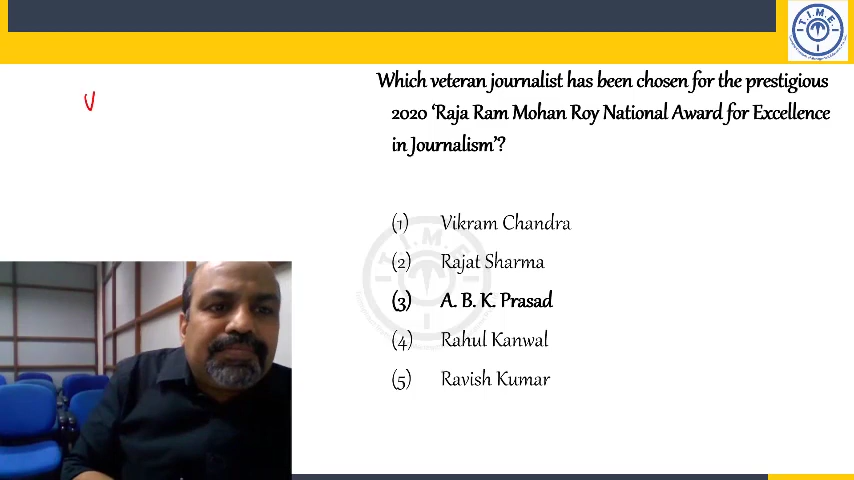 T.I.M.E.
V
Which veteran journalist has been chosen for the prestigious
2020 ‘Raja Ram Mohan Roy National Award for Excellence
in Journalism’?
(1) Vikram Chandra
(2) Rajat Sharma
(3) A. B. K. Prasad
(4) Rahul Kanwal
(5) Ravish Kumar
T.I.M.E.